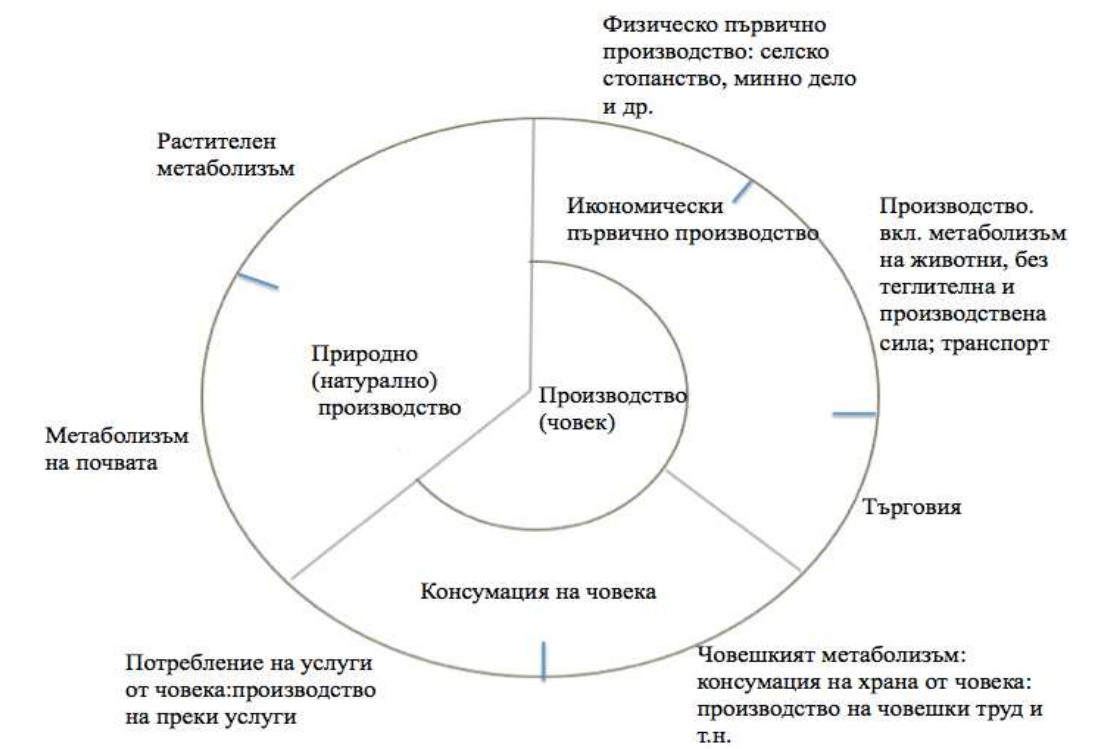 Физическо първично
производство: селско
стопанство, минно дело
и др.
Растителен
метаболизъм
Икономически
първично производство
Производство.
вкл. метаболизъм
на животни, без
теглителна и
производствена
сила; транспорт
Природно
(натурално)
производство
Производство
(човек)
Метаболизъм
на почвата
Търговия
Консумация на човека
Потребление на услуги
от човека:производство
на преки услуги
Човешкият метаболизъм:
консумация на храна от човека:
производство на човешки труд и
т.н.